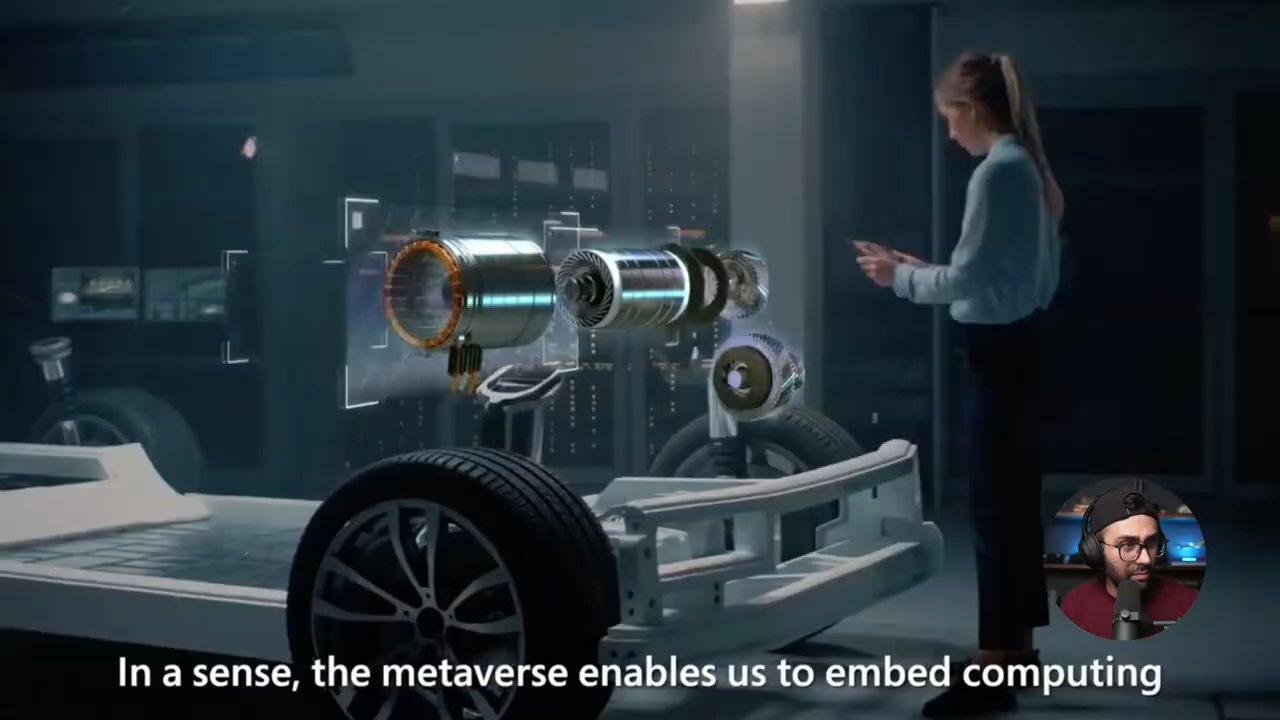 In a sense, the metaverse enables us to embed computing